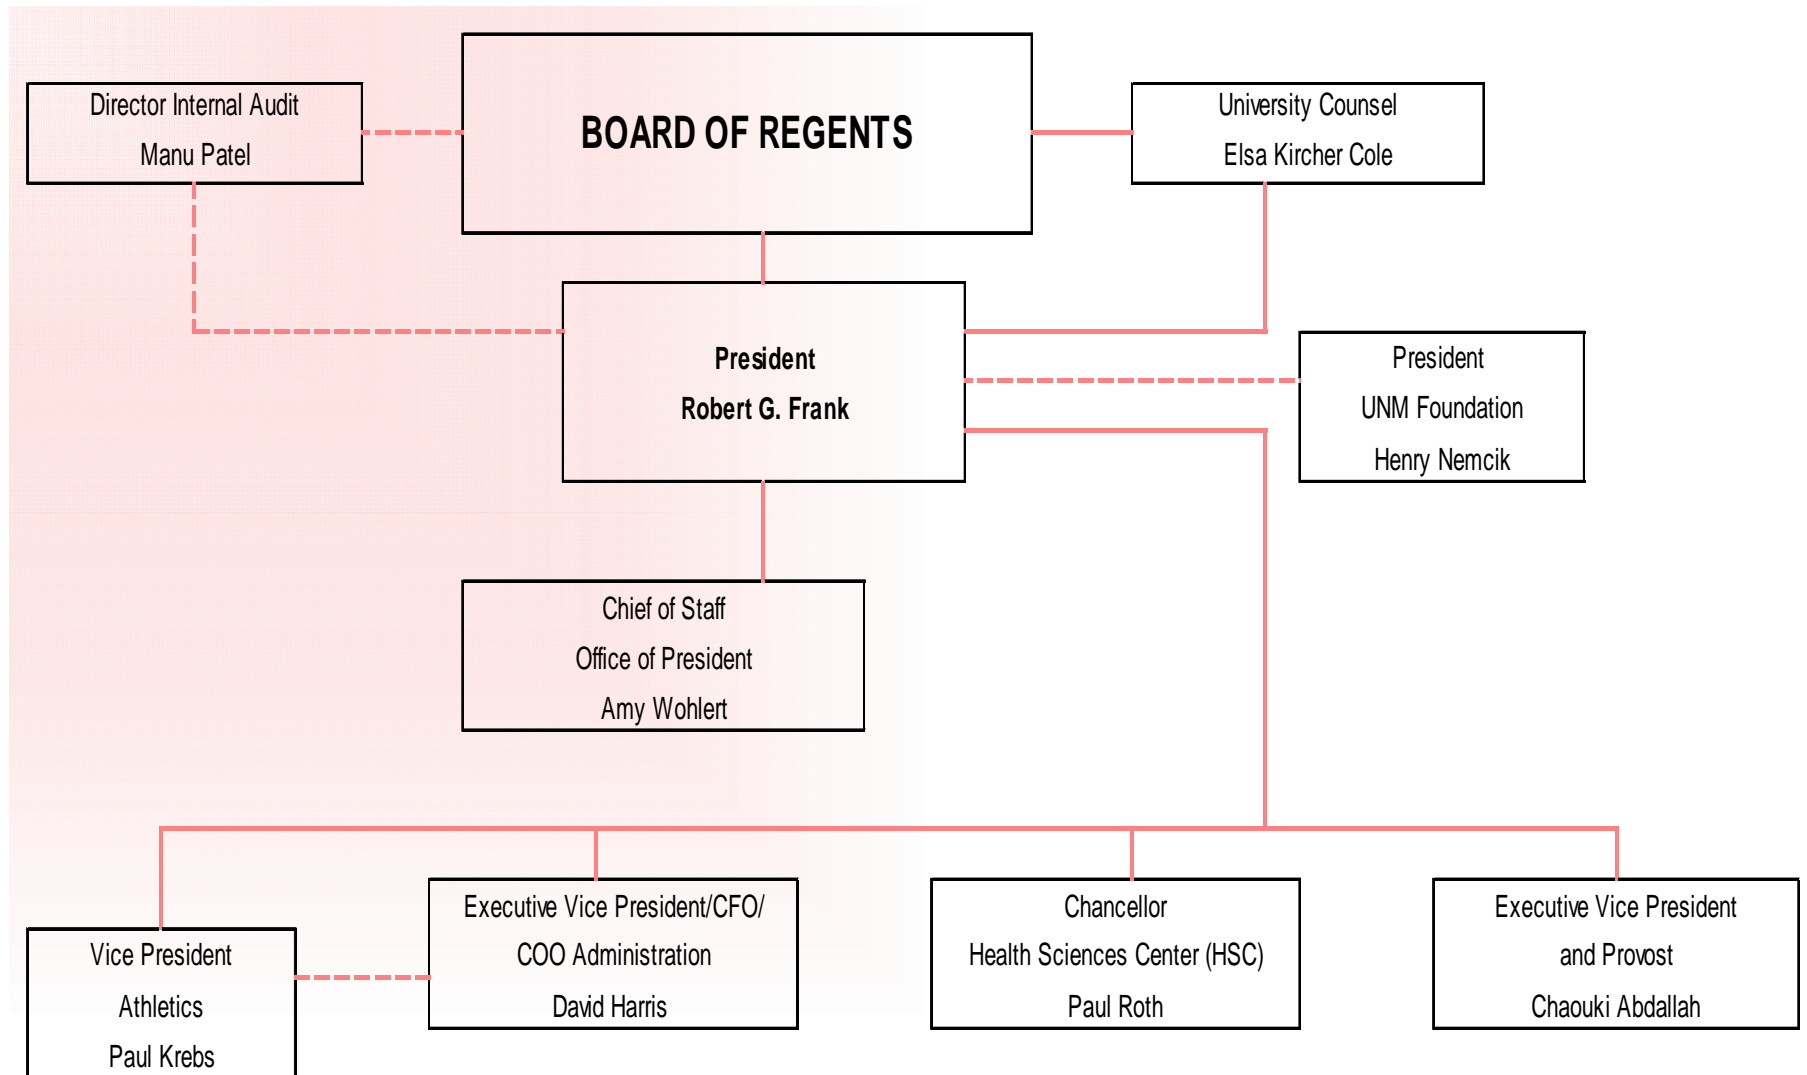 Director Internal Audit
Manu Patel
BOARD OF REGENTS
University Counsel
Elsa Kircher Cole
President
Robert G. Frank
President
UNM Foundation
Henry Nemcik
Chief of Staff
Office of President
Amy Wohlert
Vice President
Athletics
Paul Krebs
Executive Vice President/CFO/
COO Administration
David Harris
Chancellor
Health Sciences Center (HSC)
Paul Roth
Executive Vice President
and Provost
Chaouki Abdallah